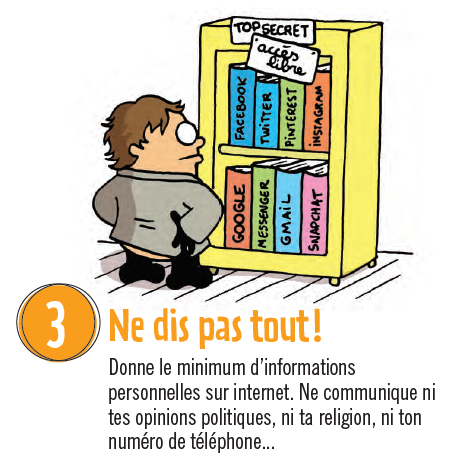 TOP SECRET
accès
libre
FACEBOOK
TWITTER
PiNTEREST
iNSTAGRAM
GOOGLE
MESSENGER
GMAiL
SNAPCHAT
3
Ne dis pas tout !
Donne le minimum d’informations
personnelles sur internet. Ne communique ni
tes opinions politiques, ni ta religion, ni ton
numéro de téléphone...